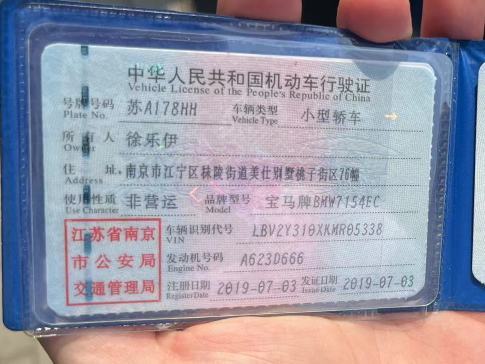 中华人民共和国机动车行驶证
Vehicle License of the People's Republic of China
号牌号码 Plate No. 苏A178HH 车辆类型 Vehicle Type 小型轿车
所有人 Owner 徐乐伊
住址 Address 南京市江宁区秣陵街道美仕别墅桃子街区76幢
使用性质 Use Character 非营运 品牌型号 Model 宝马牌BMW7154EC
江苏省南京
市公安局
交通管理局
车辆识别代号 VIN LBV2Y310XKMR05338
发动机号码 Engine No. A623D666
注册日期 Register Date 2019-07-03 发证日期 Issue Date 2019-07-03